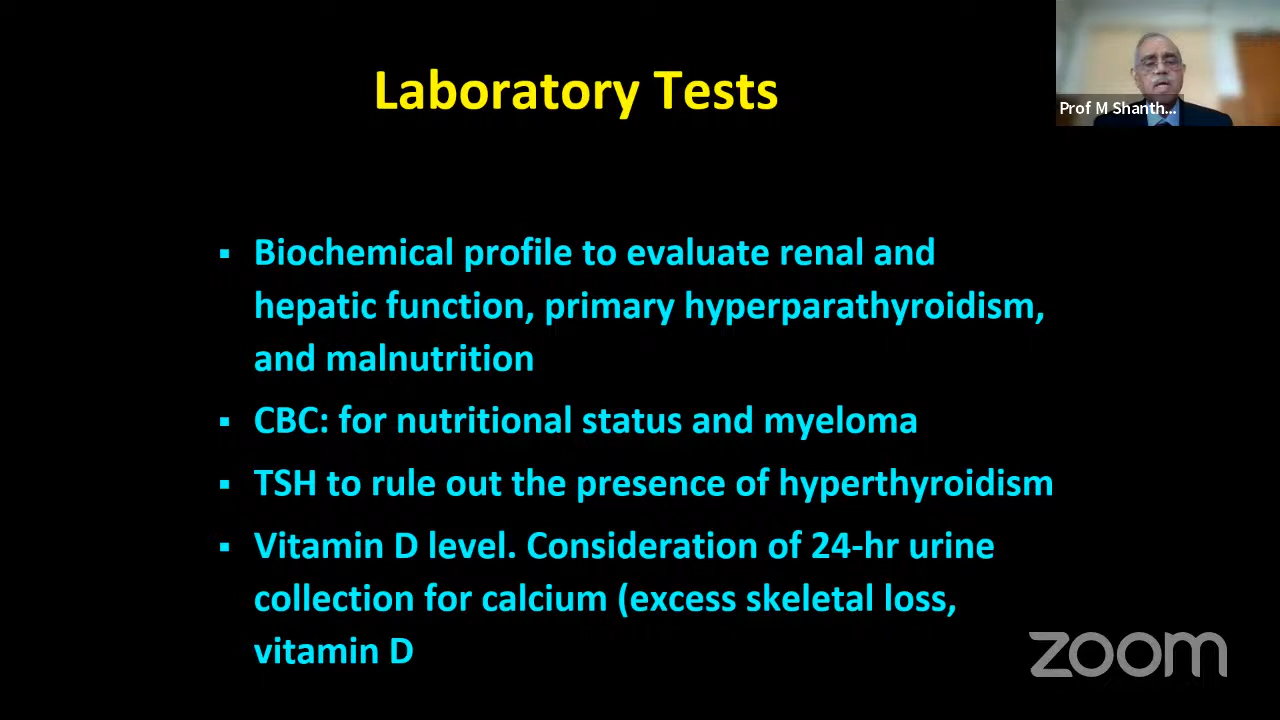 Laboratory Tests
Prof M Shanth...
▪ Biochemical profile to evaluate renal and
hepatic function, primary hyperparathyroidism,
and malnutrition
▪ CBC: for nutritional status and myeloma
▪ TSH to rule out the presence of hyperthyroidism
▪ Vitamin D level. Consideration of 24-hr urine
collection for calcium (excess skeletal loss,
vitamin D
zoom